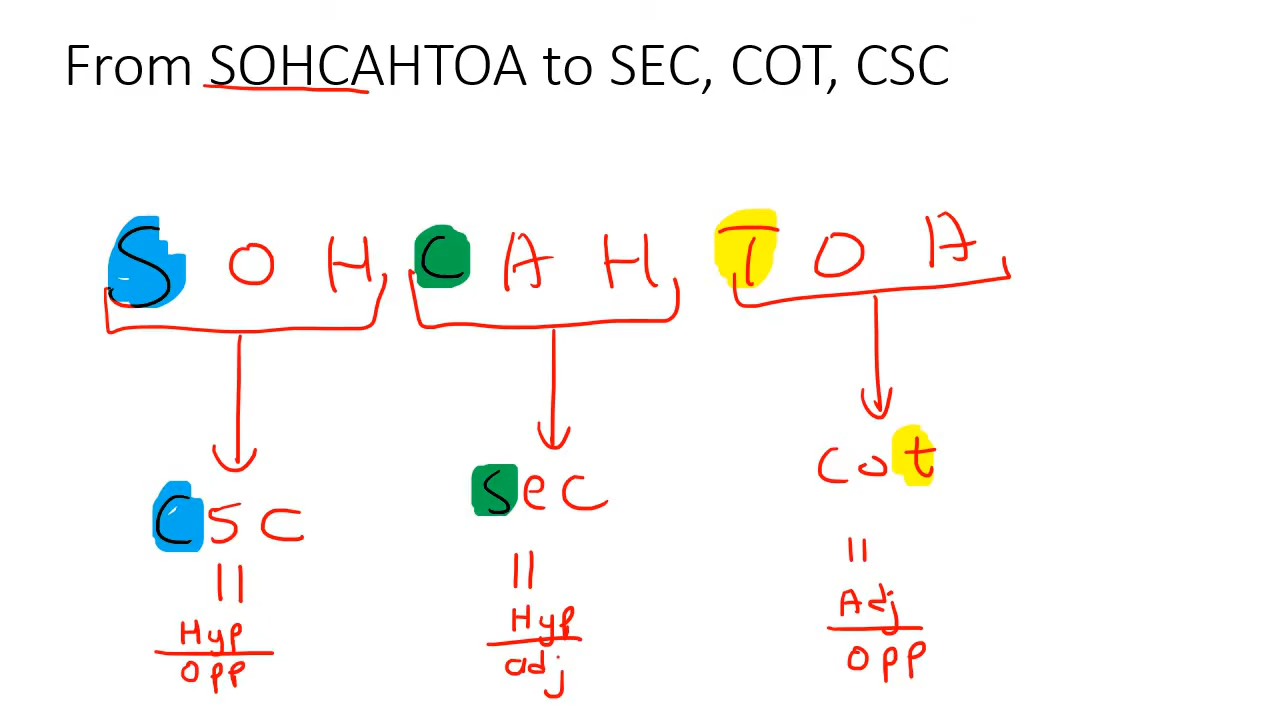 From SOHCAHTOA to SEC, COT, CSC
S O H C A H T O A
csc sec cot
= = =
Hyp Hyp Adj
opp adj opp